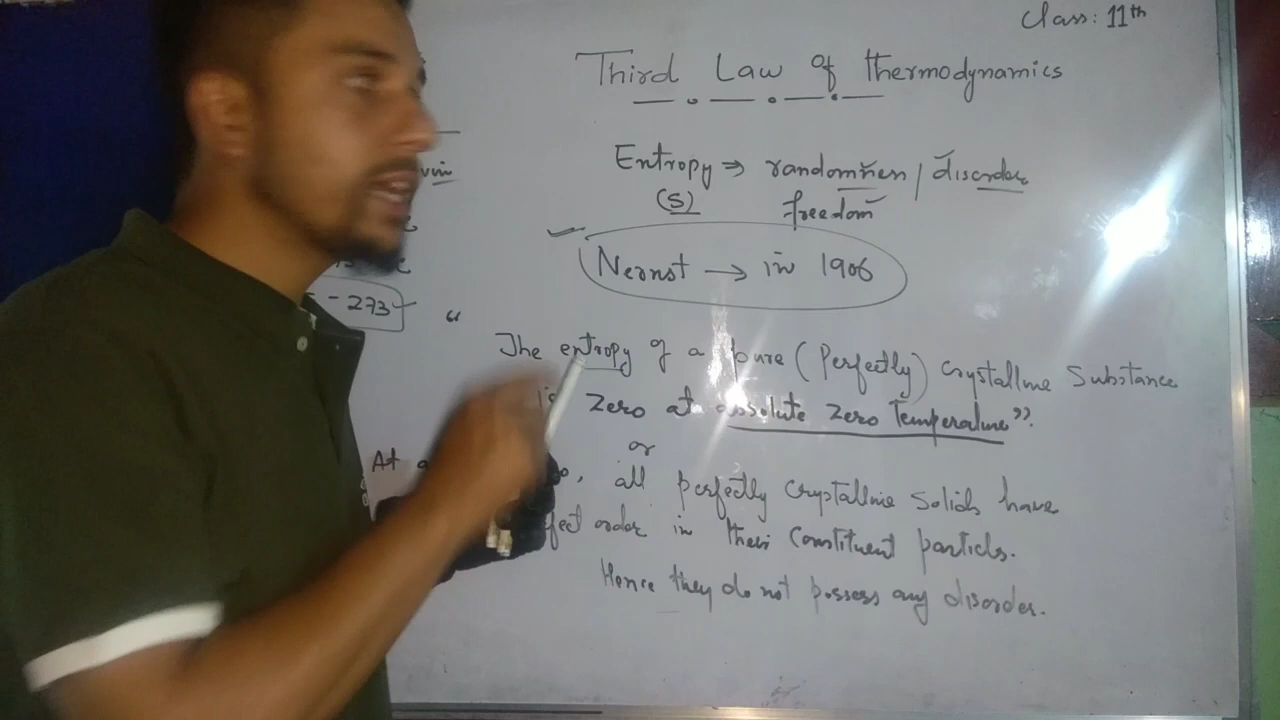 Class: 11th
Third Law of thermodynamics
Entropy ⇒ randomness / disorder
(S) freedom
Nernst → in 1906
- 273
"The entropy of a pure (Perfectly) Crystalline Substance
is Zero at absolute Zero Temperature".
or
At all perfectly Crystalline Solids have
order in their Constituent particls.
Hence they do not possess any disorder.